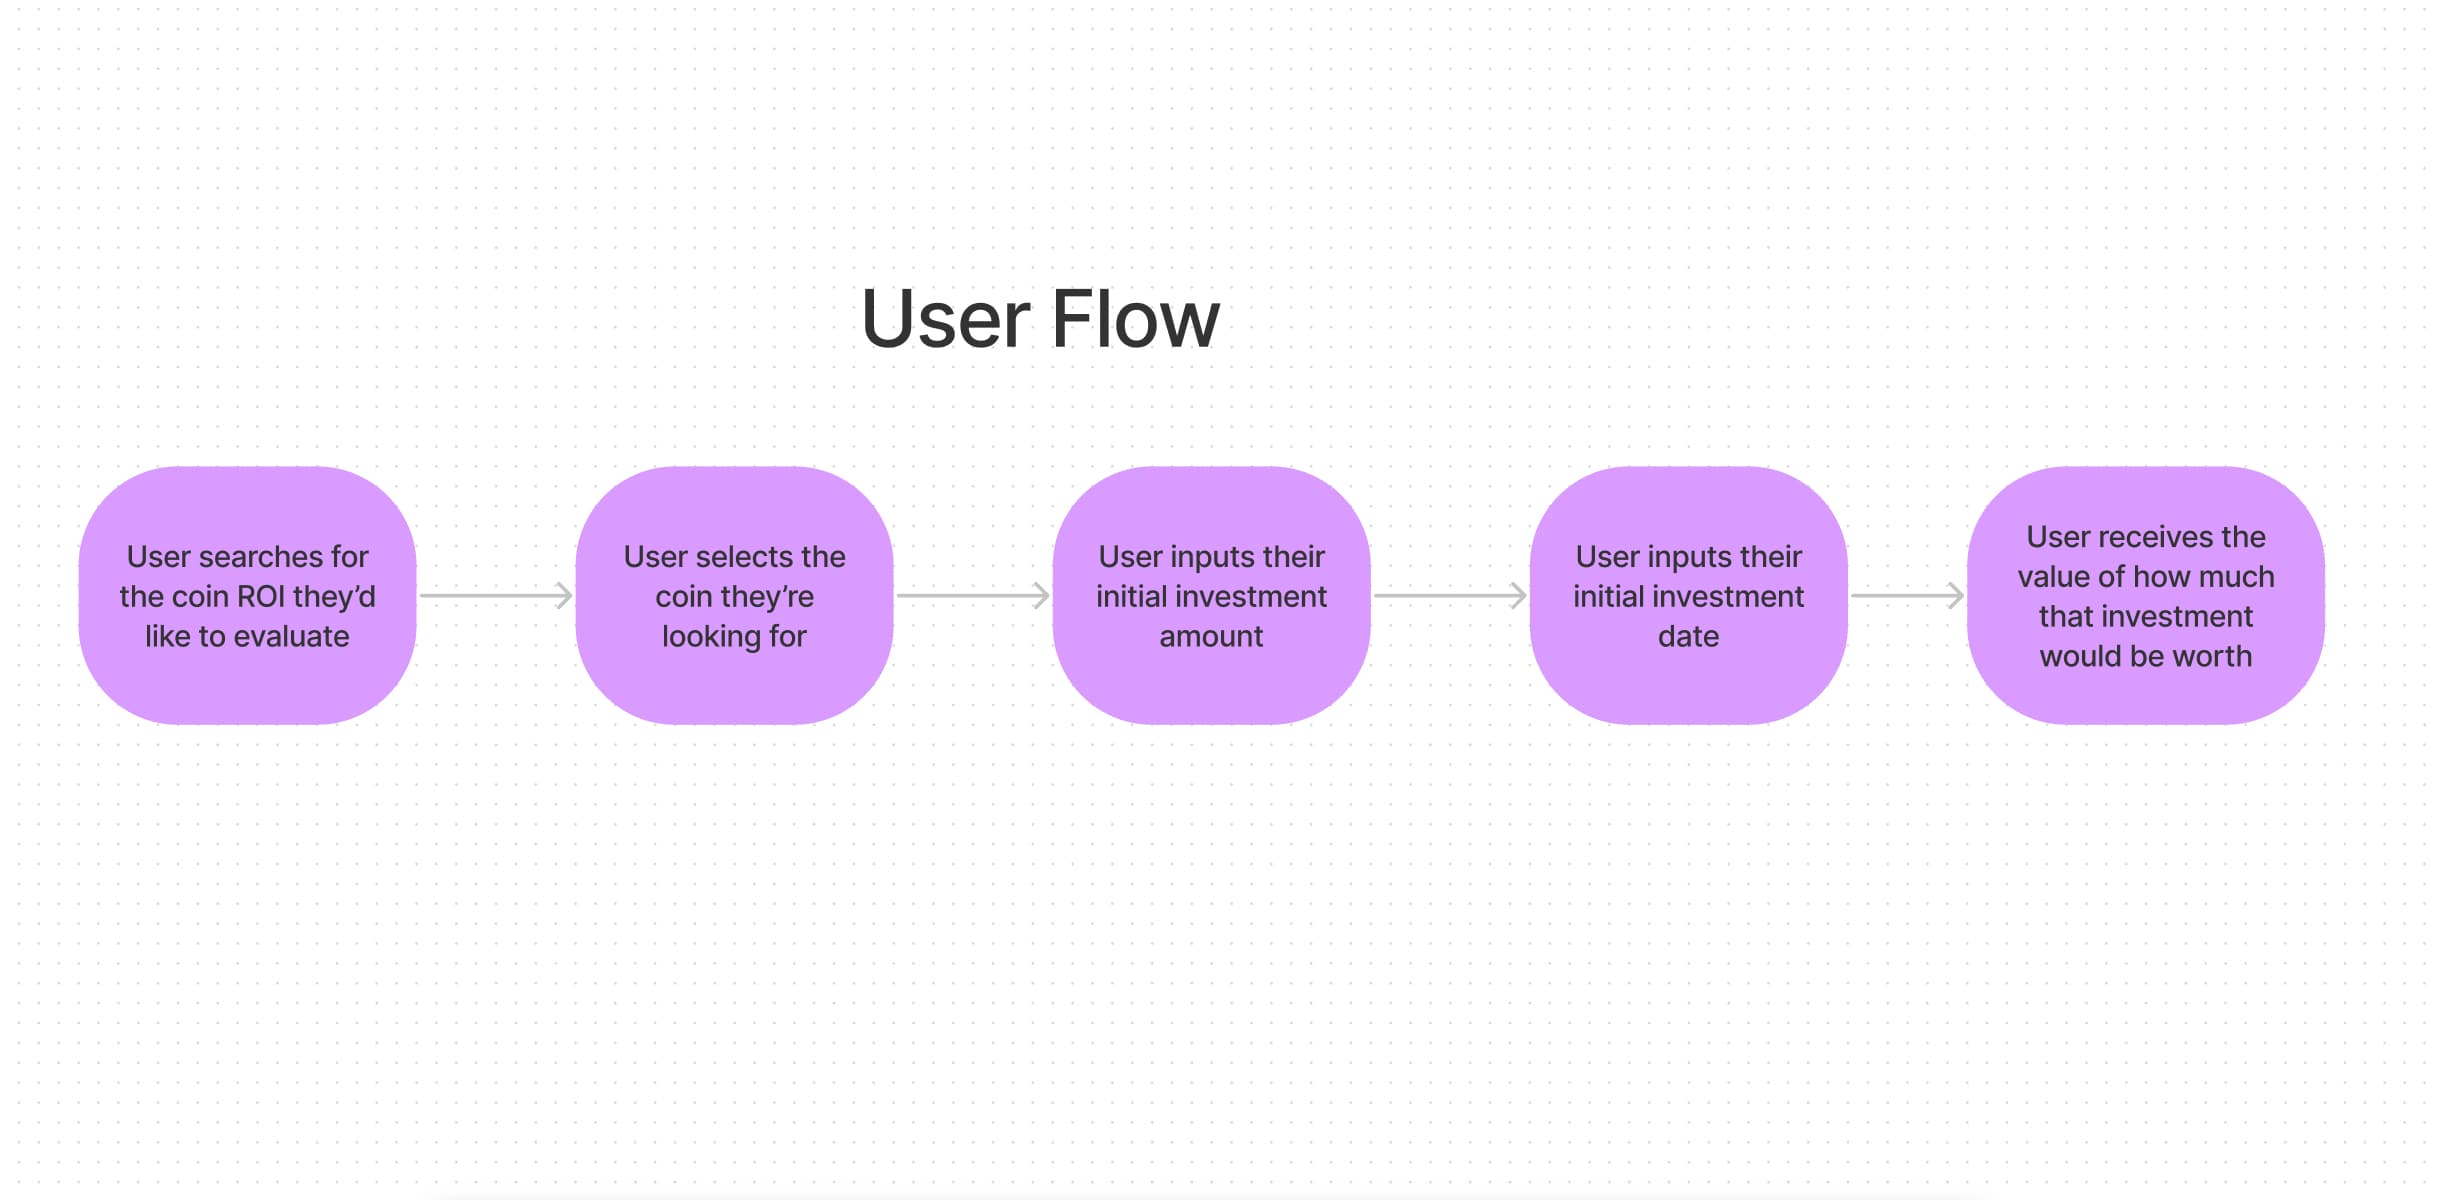 User Flow
User searches for
the coin ROI they’d
like to evaluate
User selects the
coin they’re
looking for
User inputs their
initial investment
amount
User inputs their
initial investment
date
User receives the
value of how much
that investment
would be worth